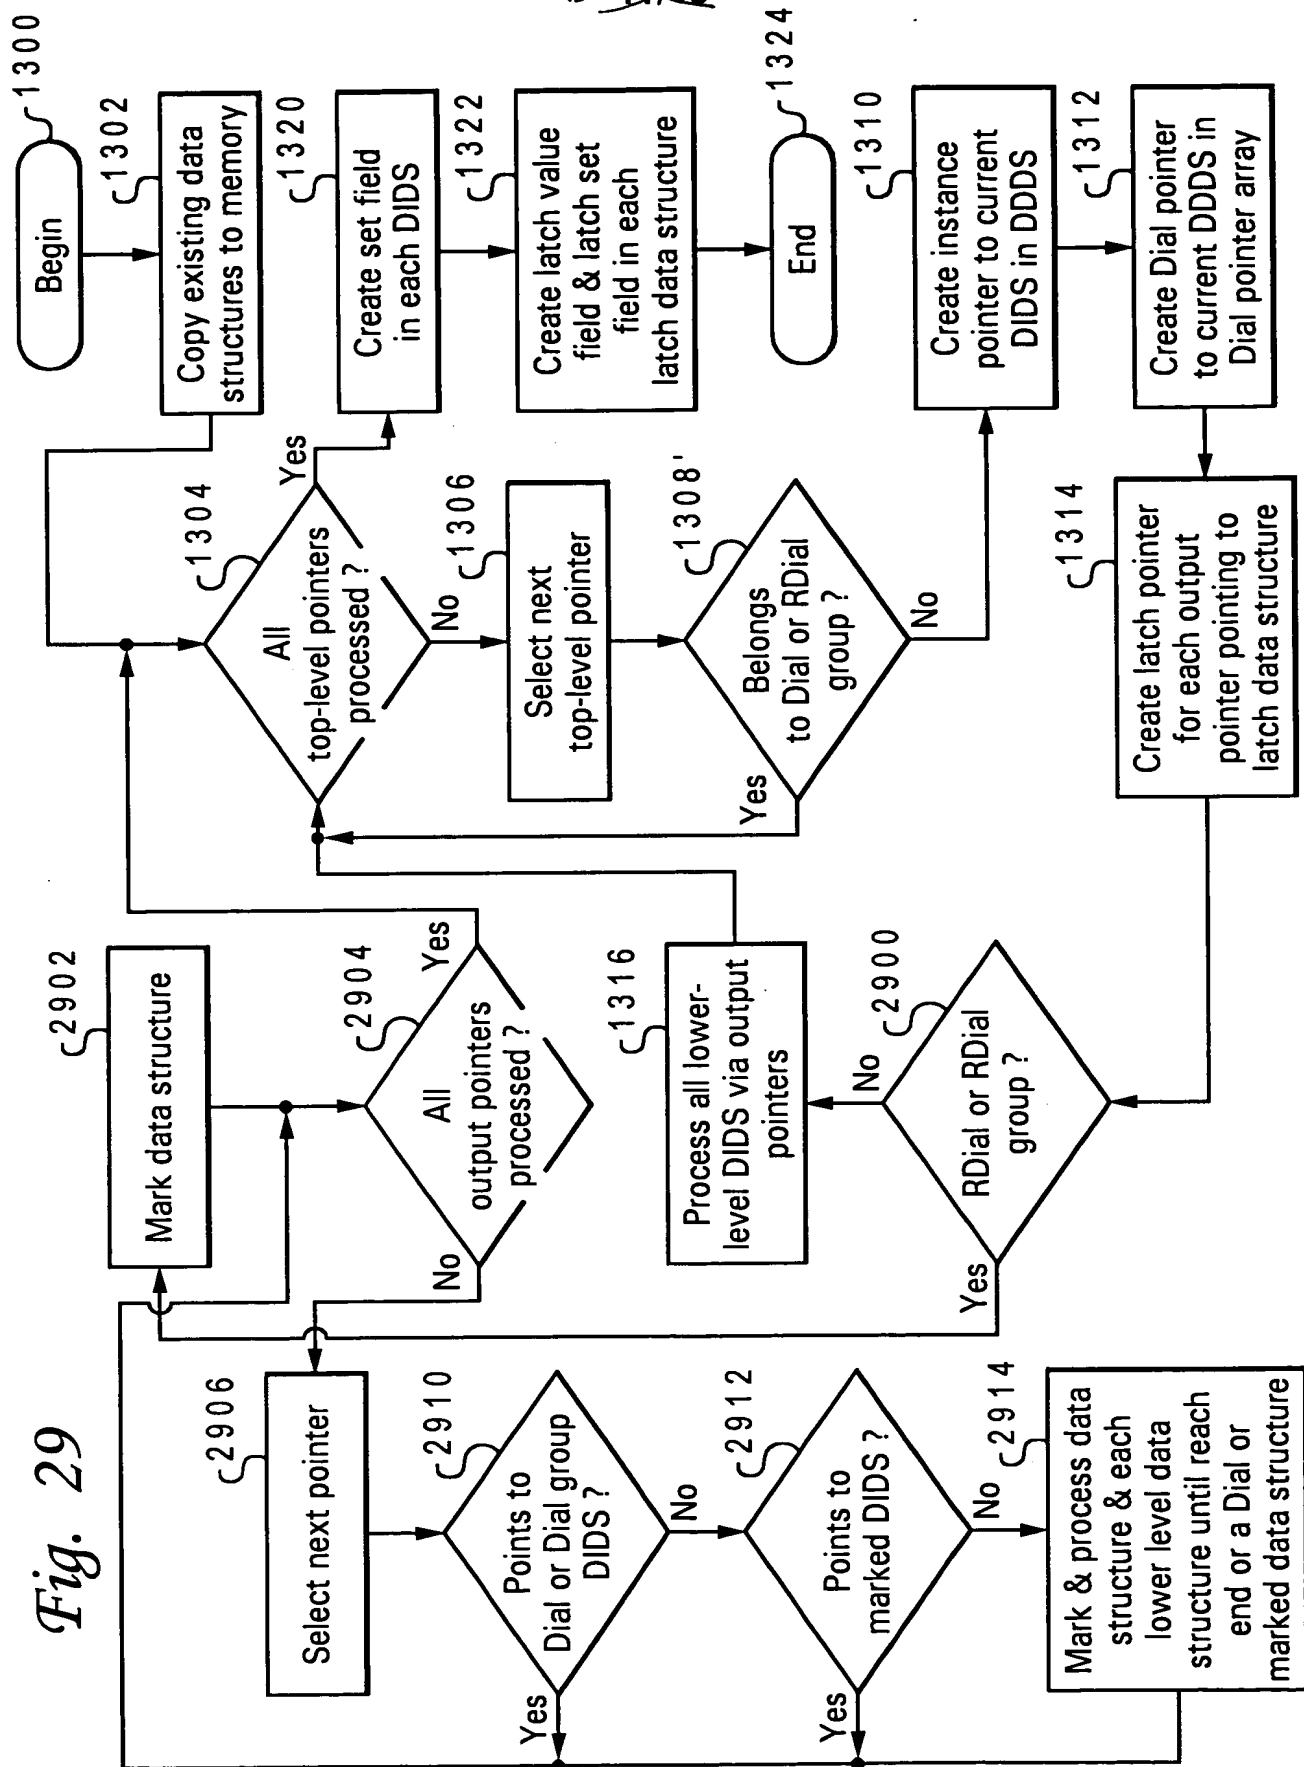 Fig. 29
Begin
1300
Copy existing data
structures to memory
1302
All
top-level pointers
processed ?
1304
Yes
No
Create set field
in each DIDS
1320
Create latch value
field & latch set
field in each
latch data structure
1322
End
1324
Select next
top-level pointer
1306
Belongs
to Dial or RDial
group ?
1308'
Yes
No
Create instance
pointer to current
DIDS in DDDS
1310
Create Dial pointer
to current DDDS in
Dial pointer array
1312
Create latch pointer
for each output
pointer pointing to
latch data structure
1314
RDial or RDial
group ?
2900
No
Yes
Process all lower-
level DIDS via output
pointers
1316
Mark data structure
2902
All
output pointers
processed ?
2904
Yes
No
Select next pointer
2906
Points to
Dial or Dial group
DIDS ?
2910
Yes
No
Points to
marked DIDS ?
2912
Yes
No
Mark & process data
structure & each
lower level data
structure until reach
end or a Dial or
marked data structure
2914